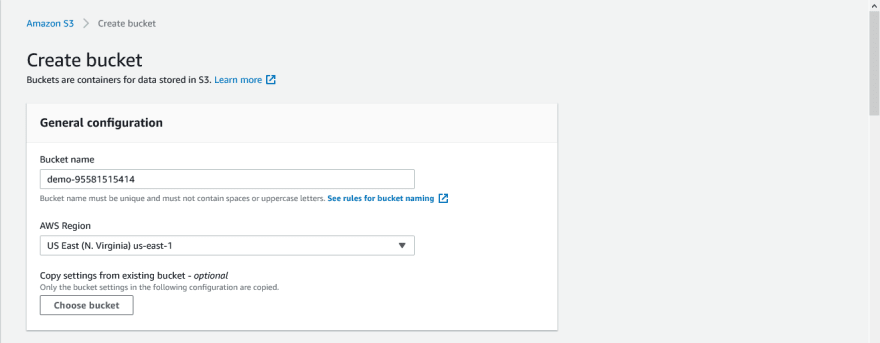 Amazon S3 > Create bucket
Create bucket
Buckets are containers for data stored in S3. Learn more
General configuration
Bucket name
demo-95581515414
Bucket name must be unique and must not contain spaces or uppercase letters. See rules for bucket naming
AWS Region
US East (N. Virginia) us-east-1
Copy settings from existing bucket - optional
Only the bucket settings in the following configuration are copied.
Choose bucket